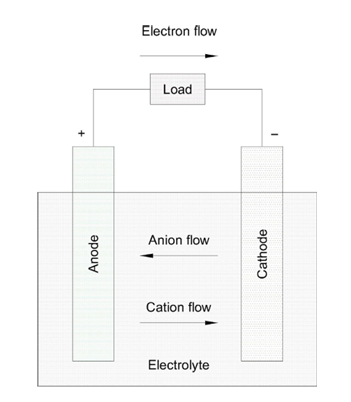 Electron flow
Load
+
−
Anode
Anion flow
Cathode
Cation flow
Electrolyte